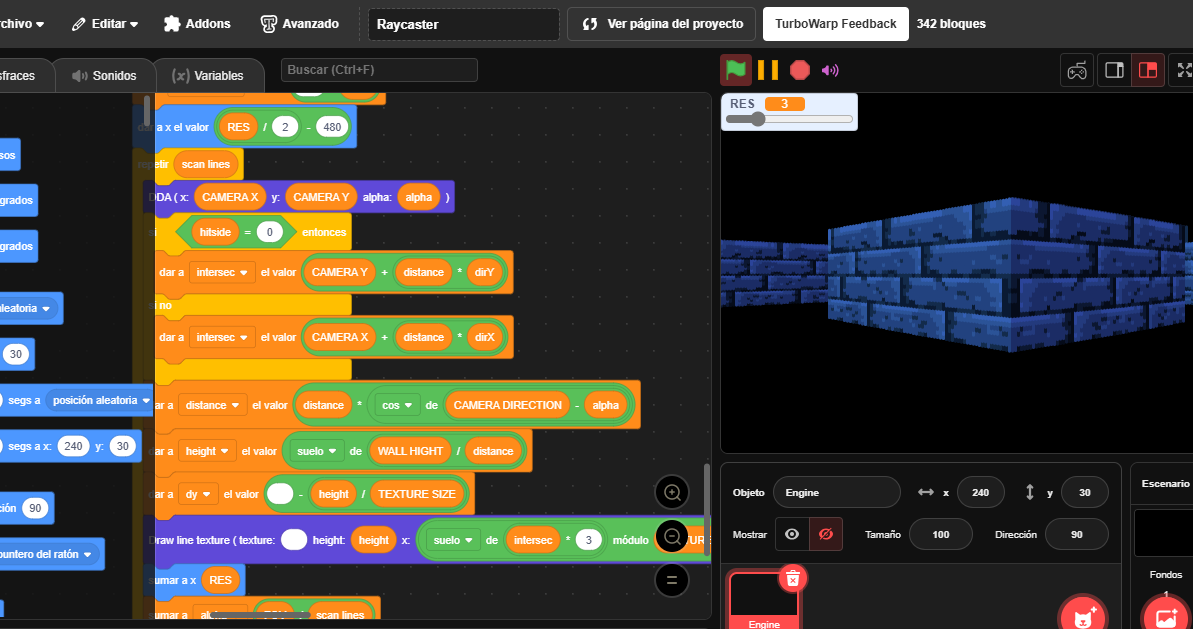 rchivo
Editar
Addons
Avanzado
Raycaster
Ver página del proyecto
TurboWarp Feedback
342 bloques
sfraces
Sonidos
(x) Variables
Buscar (Ctrl+F)
RES 3
a x el valor RES / 2 - 480
repetir scan lines
DDA ( x: CAMERA X y: CAMERA Y alpha: alpha )
si hitside = 0 entonces
dar a intersec el valor CAMERA Y + distance * dirY
si no
dar a intersec el valor CAMERA X + distance * dirX
dar a distance el valor distance * cos de CAMERA DIRECTION - alpha
dar a height el valor suelo de WALL HIGHT / distance
dar a dy el valor - height / TEXTURE SIZE
Draw line texture ( texture: height: height x: suelo de intersec * 3 módulo
sumar a x RES
sumar a scan lines
sos
grados
grados
aleatoria
30
segs a posición aleatoria
segs a x: 240 y: 30
ción 90
puntero del ratón
Objeto Engine x 240 y 30
Mostrar Tamaño 100 Dirección 90
Engine
Escenario
Fondos
1